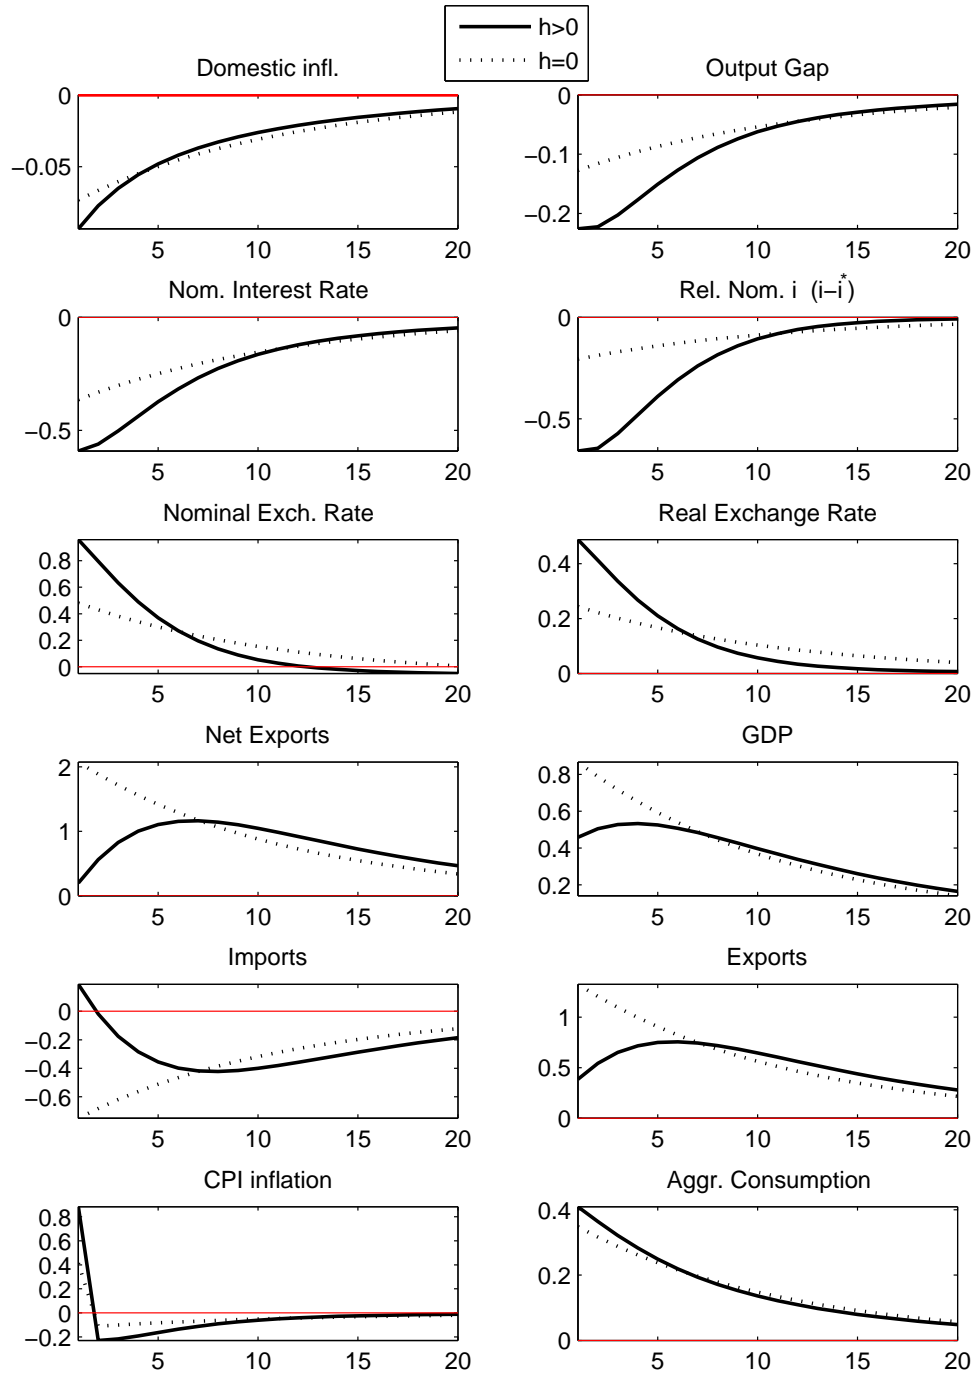 h>0
h=0
Domestic infl.
0
−0.05
5 10 15 20
Output Gap
0
−0.1
−0.2
5 10 15 20
Nom. Interest Rate
0
−0.5
5 10 15 20
Rel. Nom. i (i−i*)
0
−0.5
5 10 15 20
Nominal Exch. Rate
0.8
0.6
0.4
0.2
0
5 10 15 20
Real Exchange Rate
0.4
0.2
0
5 10 15 20
Net Exports
2
1
0
5 10 15 20
GDP
0.8
0.6
0.4
0.2
5 10 15 20
Imports
0
−0.2
−0.4
−0.6
5 10 15 20
Exports
1
0.5
0
5 10 15 20
CPI inflation
0.8
0.6
0.4
0.2
0
−0.2
5 10 15 20
Aggr. Consumption
0.4
0.2
0
5 10 15 20